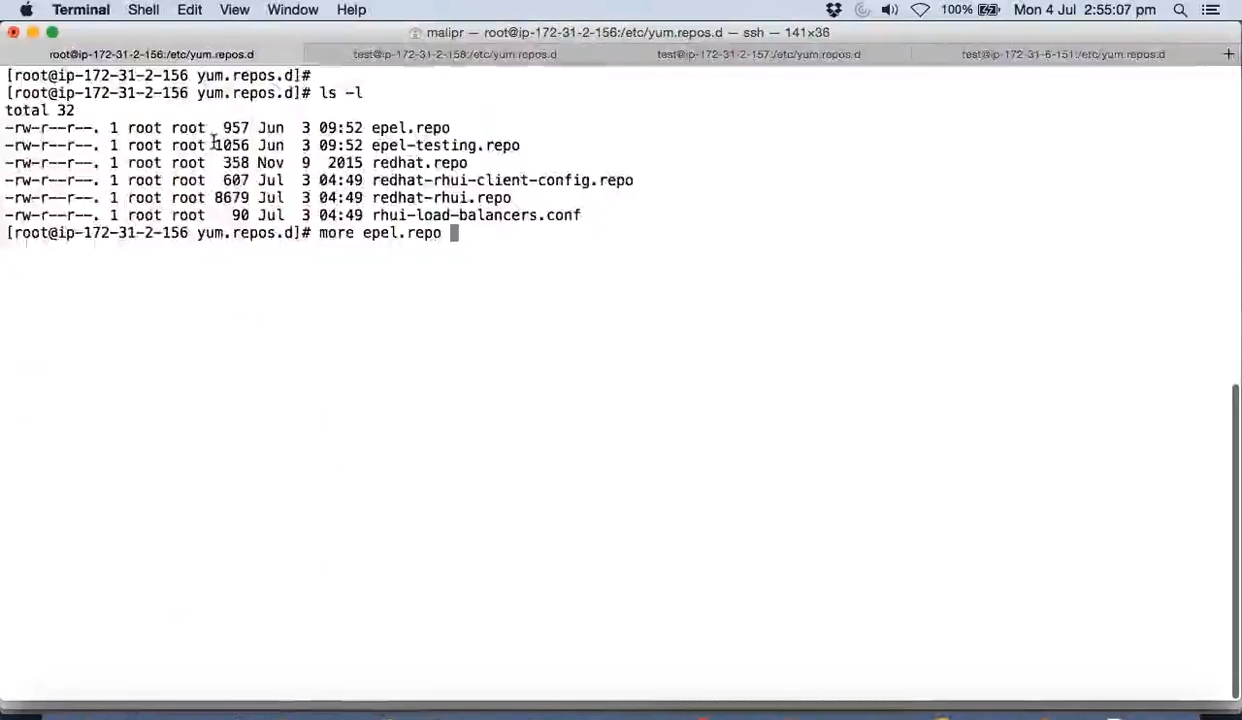 Terminal Shell Edit View Window Help 100% Mon 4 Jul 2:55:07 pm
malipr — root@ip-172-31-2-156:/etc/yum.repos.d — ssh — 141×36
root@ip-172-31-2-156:/etc/yum.repos.d test@ip-172-31-2-158:/etc/yum.repos.d test@ip-172-31-2-157:/etc/yum.repos.d test@ip-172-31-6-151:/etc/yum.repos.d +
[root@ip-172-31-2-156 yum.repos.d]#
[root@ip-172-31-2-156 yum.repos.d]# ls -l
total 32
-rw-r--r--. 1 root root  957 Jun  3 09:52 epel.repo
-rw-r--r--. 1 root root 1056 Jun  3 09:52 epel-testing.repo
-rw-r--r--. 1 root root  358 Nov  9  2015 redhat.repo
-rw-r--r--. 1 root root  607 Jul  3 04:49 redhat-rhui-client-config.repo
-rw-r--r--. 1 root root 8679 Jul  3 04:49 redhat-rhui.repo
-rw-r--r--. 1 root root   90 Jul  3 04:49 rhui-load-balancers.conf
[root@ip-172-31-2-156 yum.repos.d]# more epel.repo